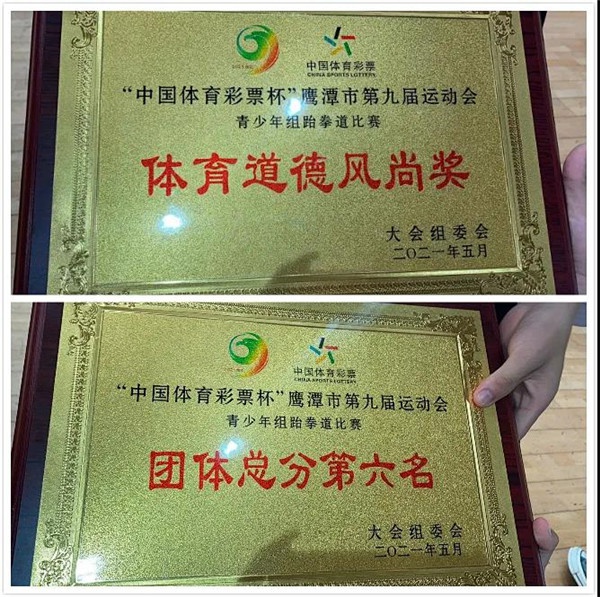 中国体育彩票
CHINA SPORTS LOTTERY
“中国体育彩票杯”鹰潭市第九届运动会
青少年组跆拳道比赛
体育道德风尚奖
大会组委会
二〇二一年五月
中国体育彩票
CHINA SPORTS LOTTERY
“中国体育彩票杯”鹰潭市第九届运动会
青少年组跆拳道比赛
团体总分第六名
大会组委会
二〇二一年五月